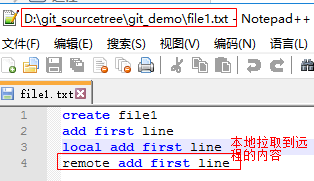 D:\git_sourcetree\git_demo\file1.txt - Notepad++
文件(F) 编辑(E) 搜索(S) 视图(V) 编码(N) 语言(L)
file1.txt
1 create file1
2 add first line
3 local add first line
4 remote add first line
本地拉取到远
程的内容